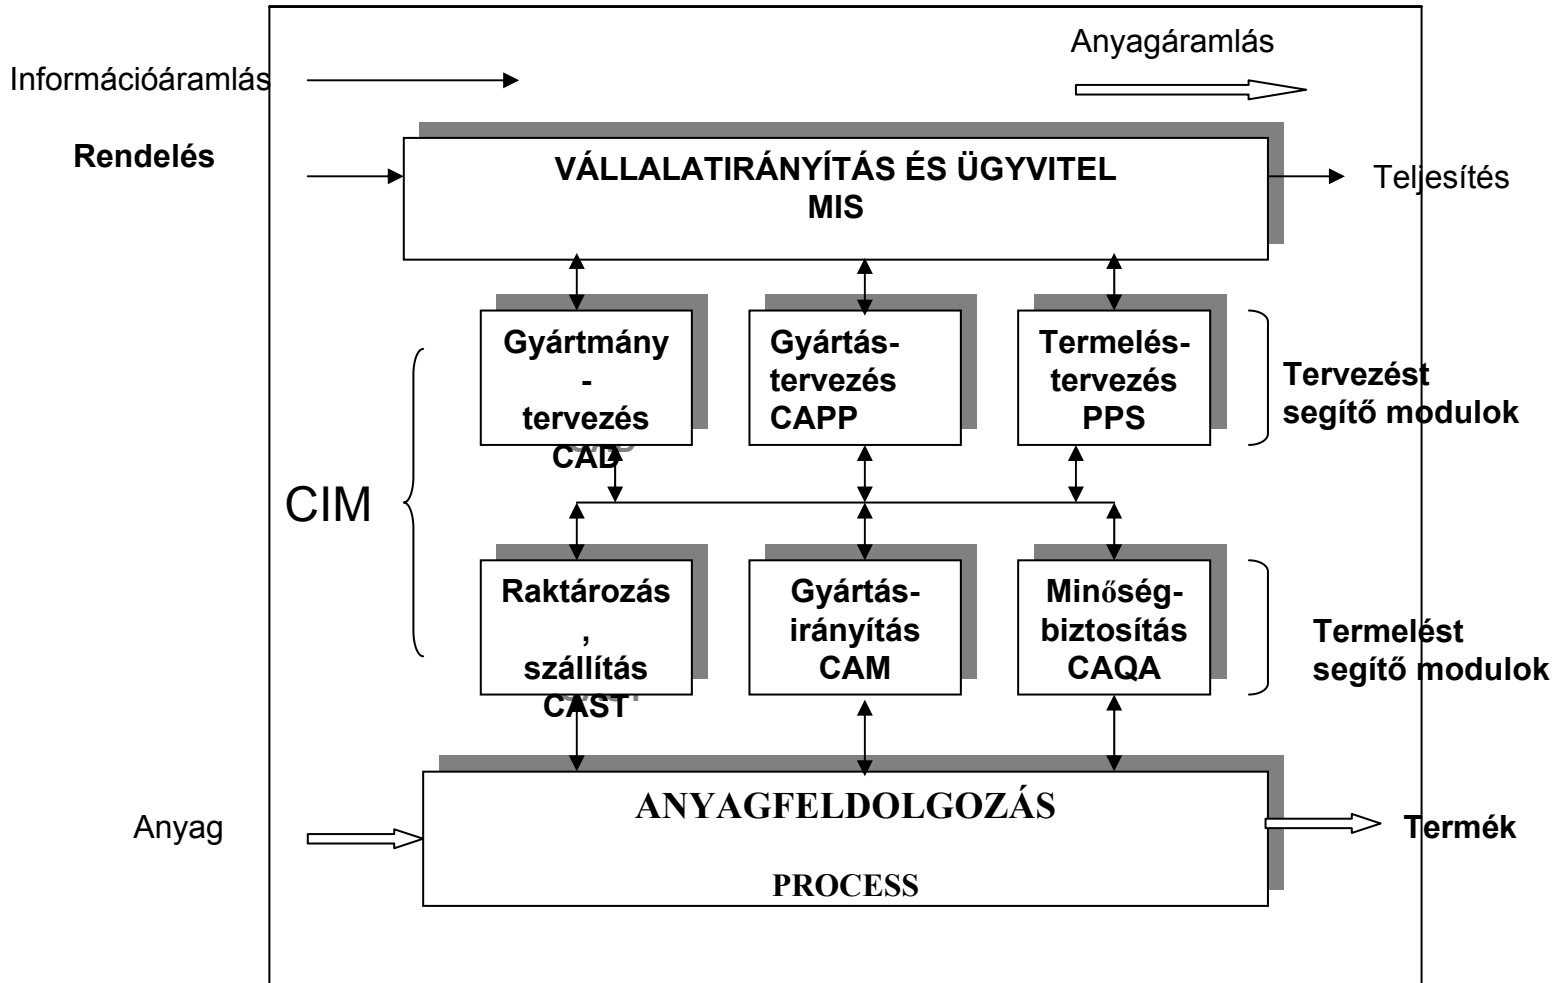 Anyagáramlás
Információáramlás
Rendelés
VÁLLALATIRÁNYÍTÁS ÉS ÜGYVITEL
MIS
Teljesítés
Gyártmány
-
tervezés
CAD
Gyártás-
tervezés
CAPP
Termelés-
tervezés
PPS
Tervezést
segítő modulok
CIM
Raktározás
,
szállítás
CAST
Gyártás-
irányítás
CAM
Minőség-
biztosítás
CAQA
Termelést
segítő modulok
Anyag
ANYAGFELDOLGOZÁS
PROCESS
Termék